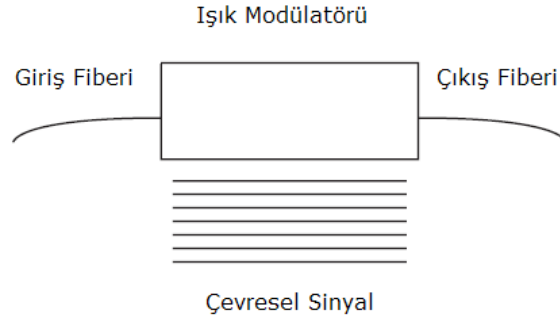 Işık Modülatörü
Giriş Fiberi
Çıkış Fiberi
Çevresel Sinyal